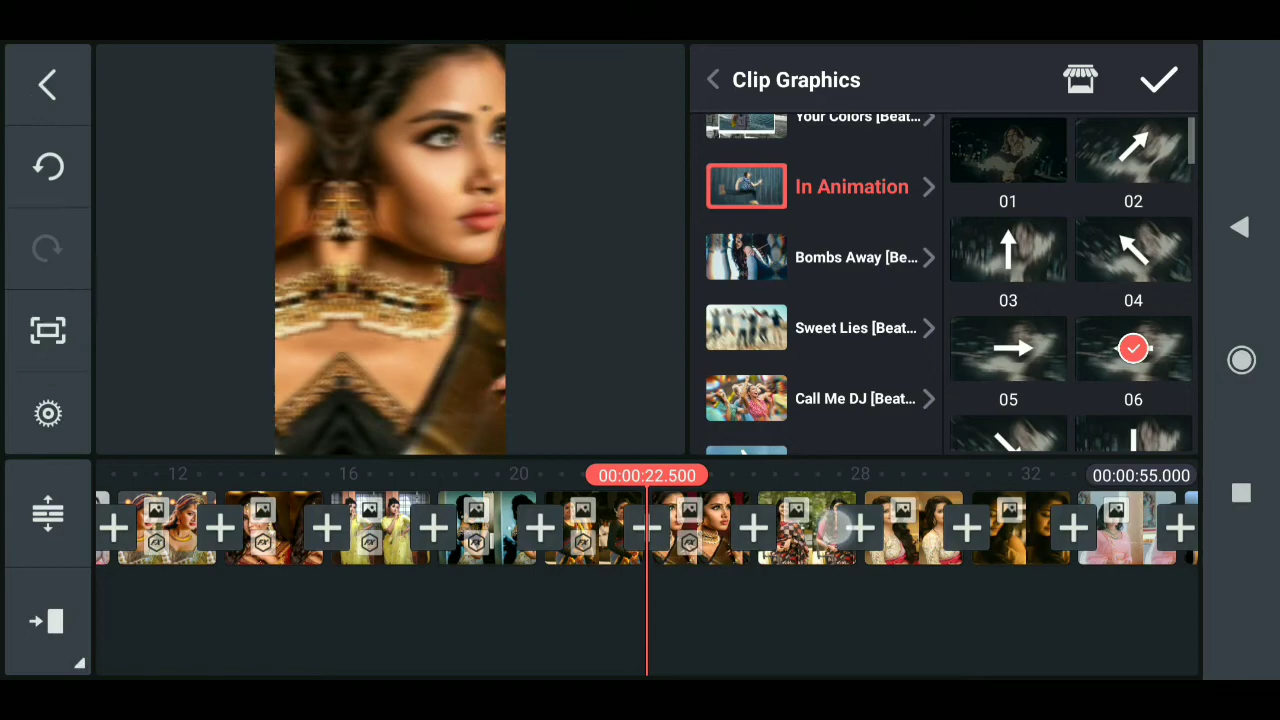 Clip Graphics
Your Colors [Beat...
In Animation
Bombs Away [Be...
Sweet Lies [Beat...
Call Me DJ [Beat...
01
02
03
04
05
06
12
16
20
00:00:22.500
28
32
00:00:55.000